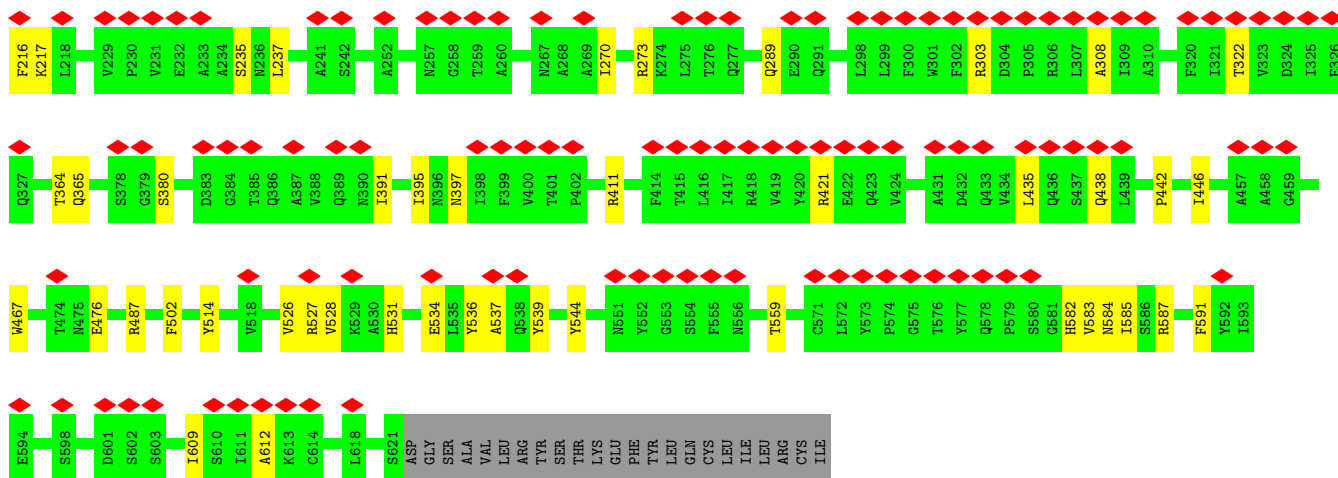 F216 K217 L218 V229 P230 V231 E232 A233 A234 S235 N236 L237 A241 S242 A252 N257 G258 T259 A260 N267 A268 A269 I270 R273 K274 L275 T276 Q277 Q289 E290 Q291 L298 L299 F300 W301 F302 R303 D304 P305 R306 L307 A308 I309 A310 F320 I321 T322 V323 D324 I325 F326
Q327 T364 Q365 S378 G379 S380 D383 G384 T385 Q386 A387 V388 Q389 N390 I391 I395 N396 N397 I398 F399 V400 T401 P402 R411 F414 T415 L416 I417 R418 V419 Y420 R421 E422 Q423 V424 A431 D432 Q433 V434 L435 Q436 S437 Q438 L439 P442 I446 A457 A458 G459
W467 T474 N475 E476 R487 F502 Y514 V518 V526 R527 V528 K529 A530 H531 E534 L535 Y536 A537 Q538 Y539 Y544 N551 Y552 G553 S554 F555 N556 T559 C571 L572 Y573 P574 G575 T576 Y577 Q578 P579 S580 G581 H582 V583 N584 I585 S586 R587 F591 Y592 I593
E594 S598 D601 S602 S603 I609 S610 I611 A612 K613 C614 L618 S621 ASP GLY SER ALA VAL LEU ARG TYR SER THR LYS GLU PHE TYR LEU GLN CYS LEU ILE LEU ARG CYS ILE